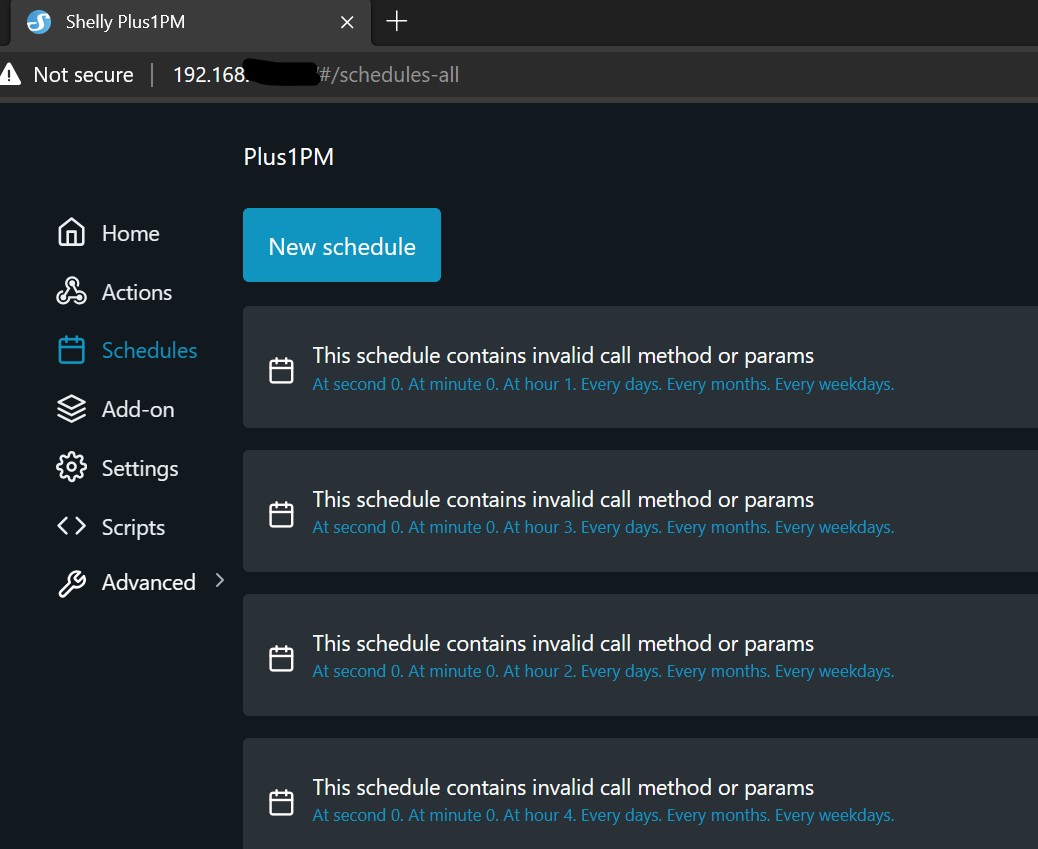 Shelly Plus1PM
Not secure
192.168. /#/schedules-all
Plus1PM
Home
Actions
Schedules
Add-on
Settings
Scripts
Advanced
New schedule
This schedule contains invalid call method or params
At second 0. At minute 0. At hour 1. Every days. Every months. Every weekdays.
This schedule contains invalid call method or params
At second 0. At minute 0. At hour 3. Every days. Every months. Every weekdays.
This schedule contains invalid call method or params
At second 0. At minute 0. At hour 2. Every days. Every months. Every weekdays.
This schedule contains invalid call method or params
At second 0. At minute 0. At hour 4. Every days. Every months. Every weekdays.